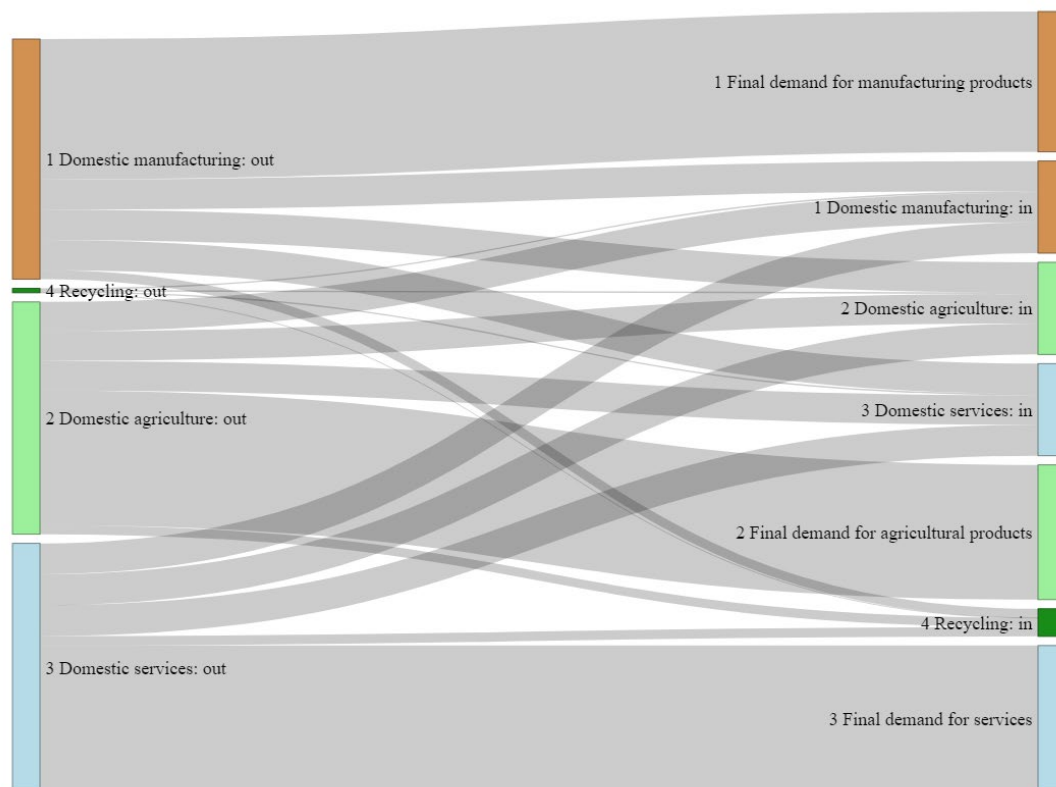 1 Final demand for manufacturing products
1 Domestic manufacturing: out
1 Domestic manufacturing: in
4 Recycling: out
2 Domestic agriculture: in
3 Domestic services: in
2 Domestic agriculture: out
2 Final demand for agricultural products
4 Recycling: in
3 Domestic services: out
3 Final demand for services